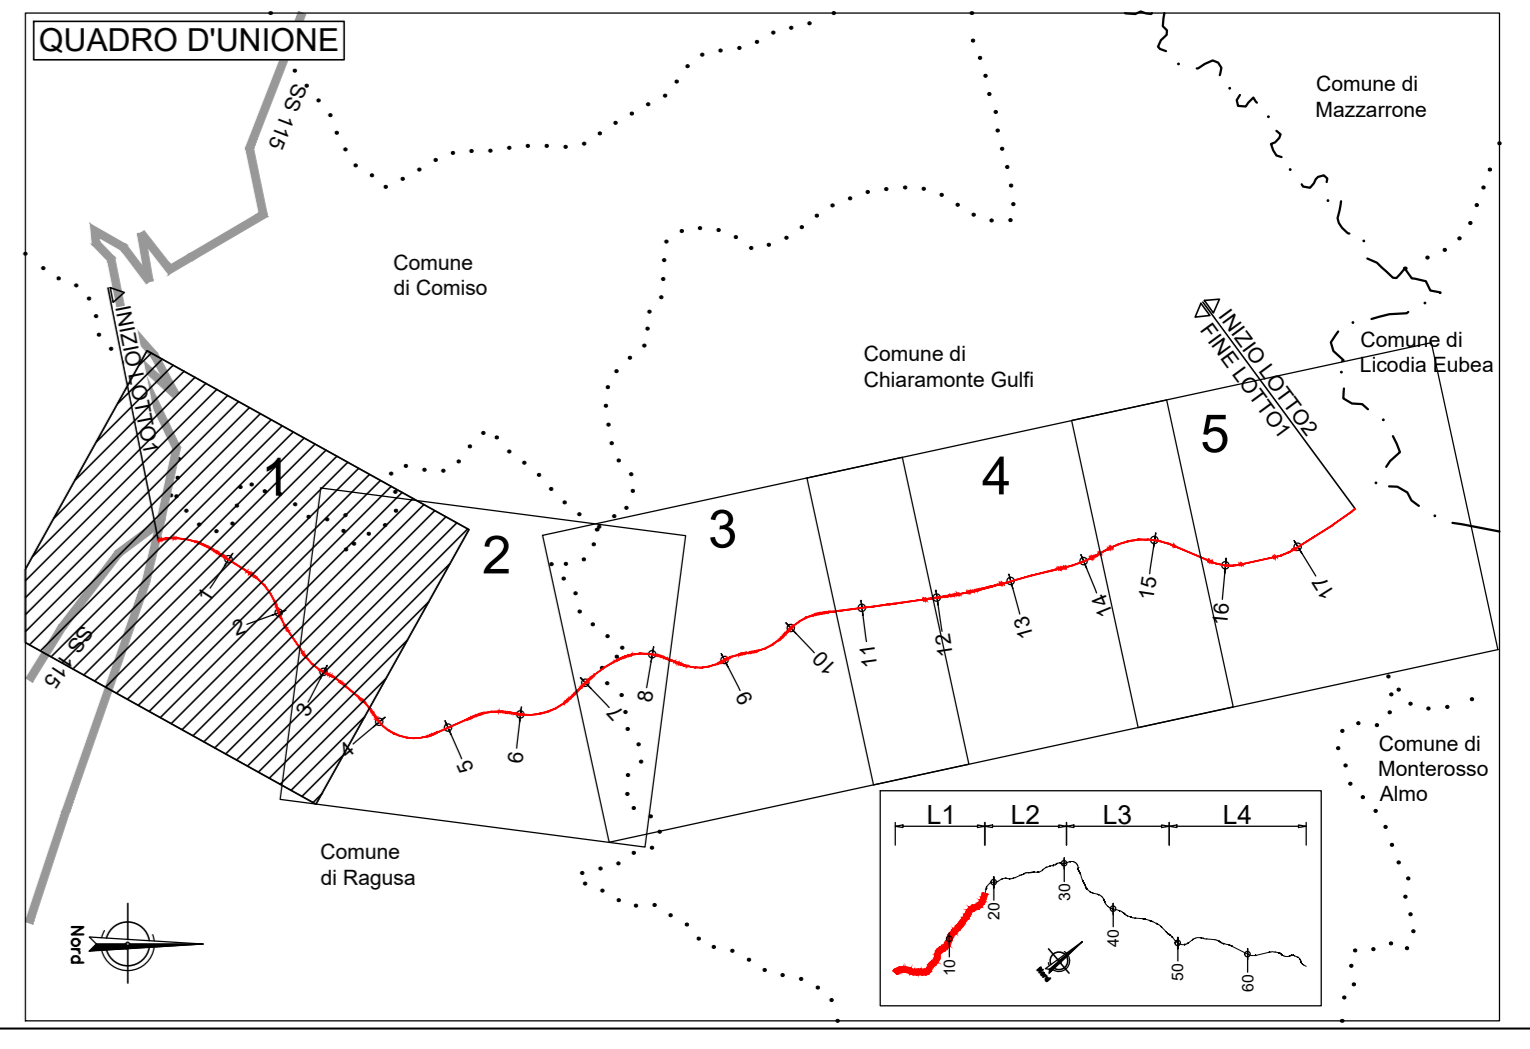 QUADRO D'UNIONE
SS 115
Comune di
Mazzarrone
Comune
di Comiso
INIZIO LOTTO1
INIZIO LOTTO2
FINE LOTTO1
Comune di
Licodia Eubea
Comune di
Chiaramonte Gulfi
1
2
3
4
5
1
2
3
4
5
6
7
8
9
10
11
12
13
14
15
16
17
SS 115
Comune di
Monterosso
Almo
Comune
di Ragusa
Nord
L1
L2
L3
L4
10
20
30
40
50
60